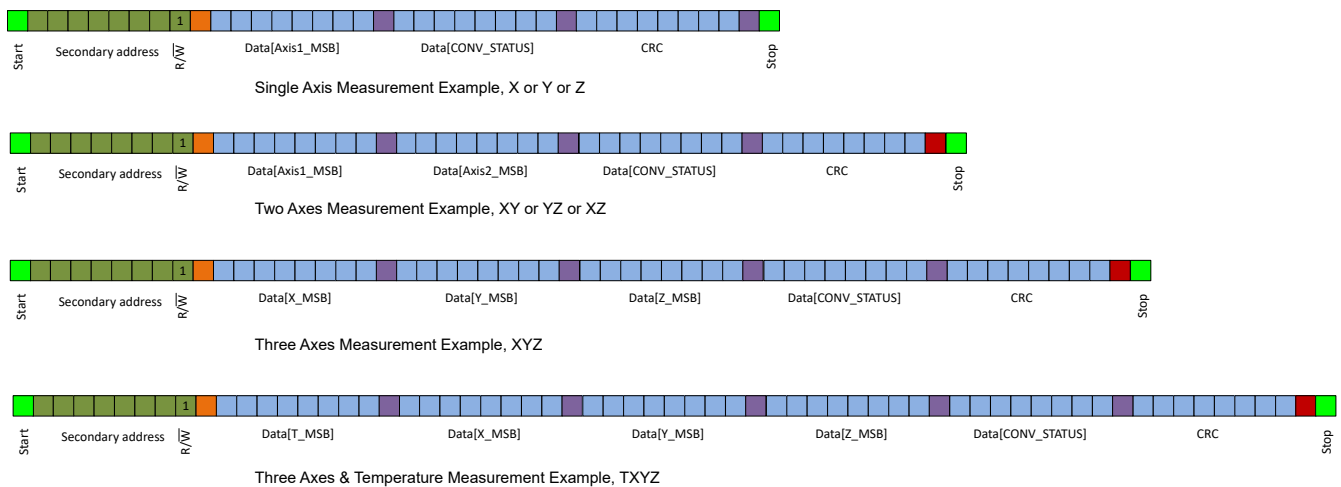 1
Start Secondary address R/W Data[Axis1_MSB] Data[CONV_STATUS] CRC Stop
Single Axis Measurement Example, X or Y or Z
1
Start Secondary address R/W Data[Axis1_MSB] Data[Axis2_MSB] Data[CONV_STATUS] CRC Stop
Two Axes Measurement Example, XY or YZ or XZ
1
Start Secondary address R/W Data[X_MSB] Data[Y_MSB] Data[Z_MSB] Data[CONV_STATUS] CRC Stop
Three Axes Measurement Example, XYZ
1
Start Secondary address R/W Data[T_MSB] Data[X_MSB] Data[Y_MSB] Data[Z_MSB] Data[CONV_STATUS] CRC Stop
Three Axes & Temperature Measurement Example, TXYZ